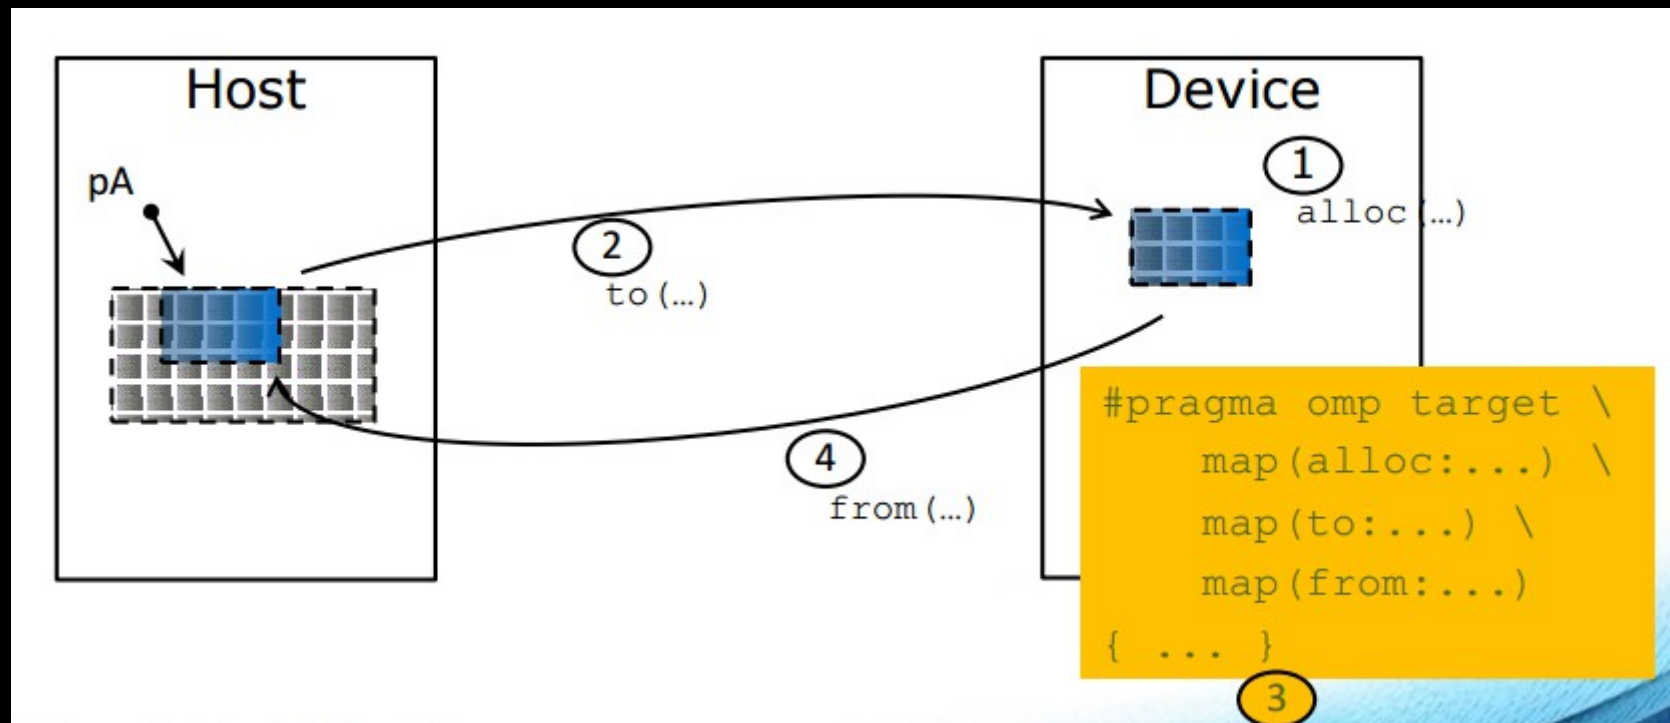 Host
Device
pA
1
alloc(…)
2
to(…)
4
from(…)
#pragma omp target \
map(alloc:...) \
map(to:...) \
map(from:...)
{ ... }
3